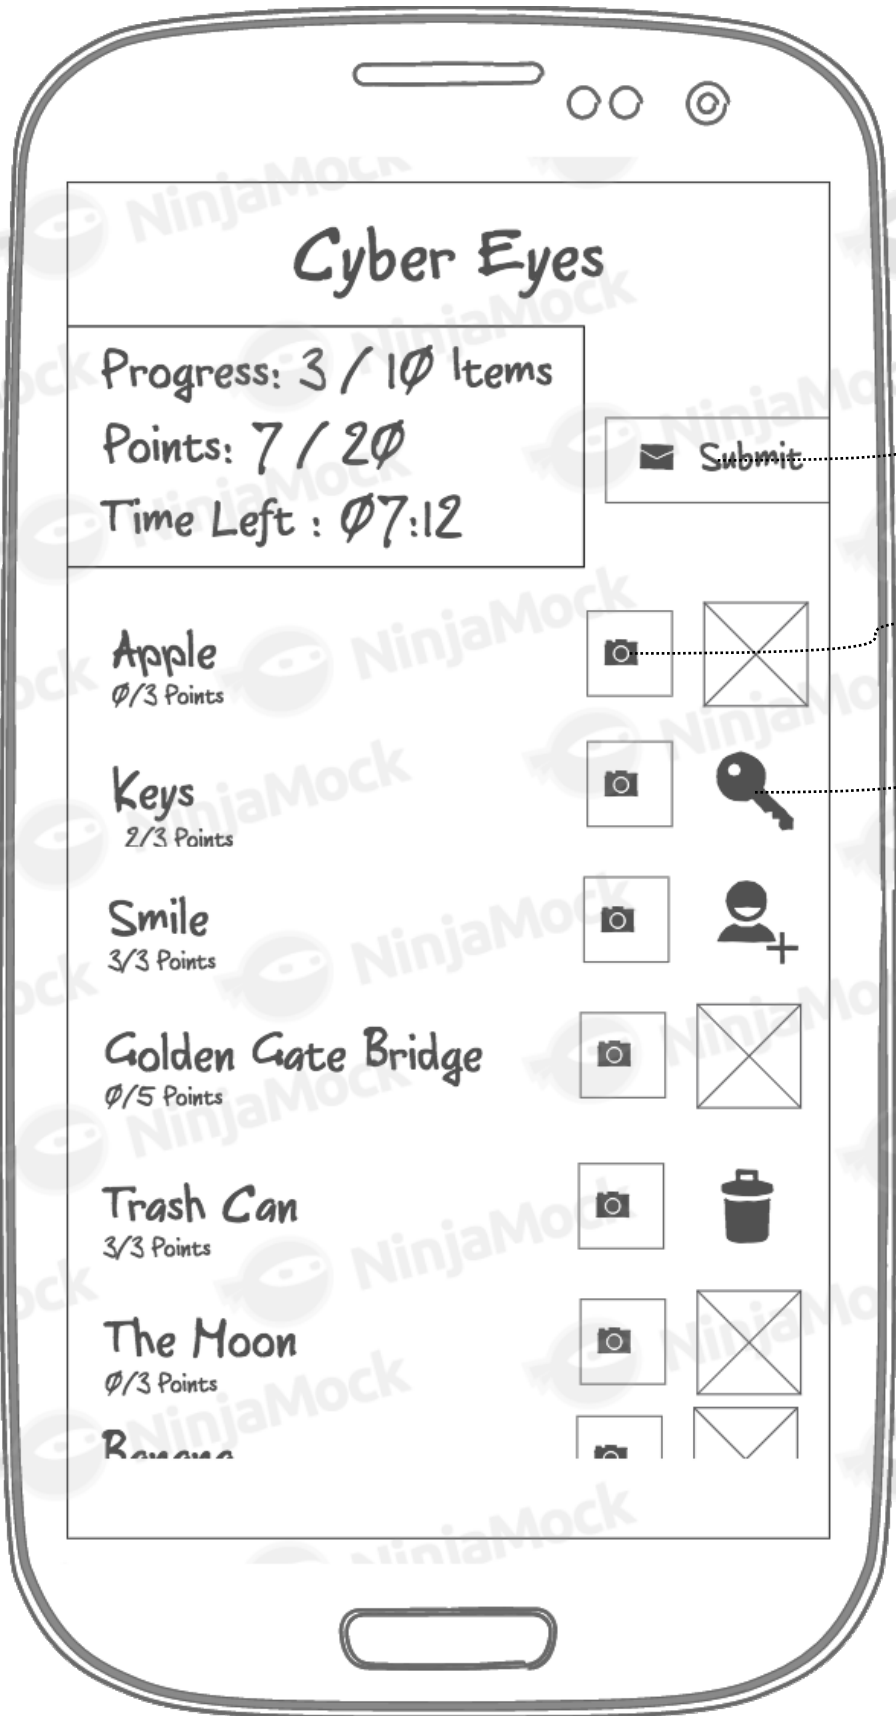 Cyber Eyes
Progress: 3 / 10 Items
Points: 7 / 20
Time Left : 07:12
Submit
Apple
0/3 Points
Keys
2/3 Points
Smile
3/3 Points
Golden Gate Bridge
0/5 Points
Trash Can
3/3 Points
The Moon
0/3 Points
Banana
NinjaMock